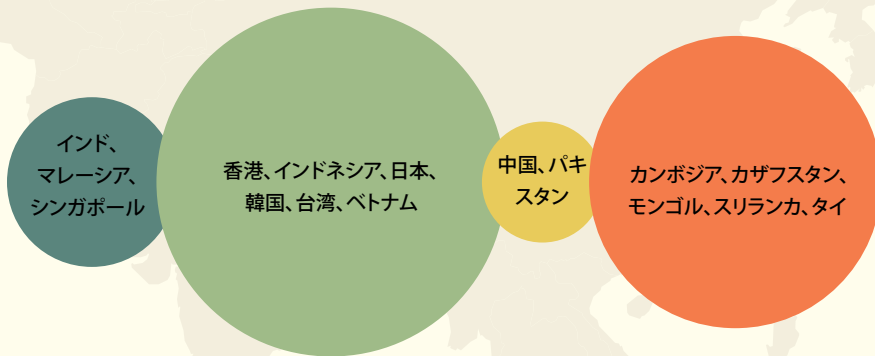 インド、
マレーシア、
シンガポール
香港、インドネシア、日本、
韓国、台湾、ベトナム
中国、パキ
スタン
カンボジア、カザフスタン、
モンゴル、スリランカ、タイ